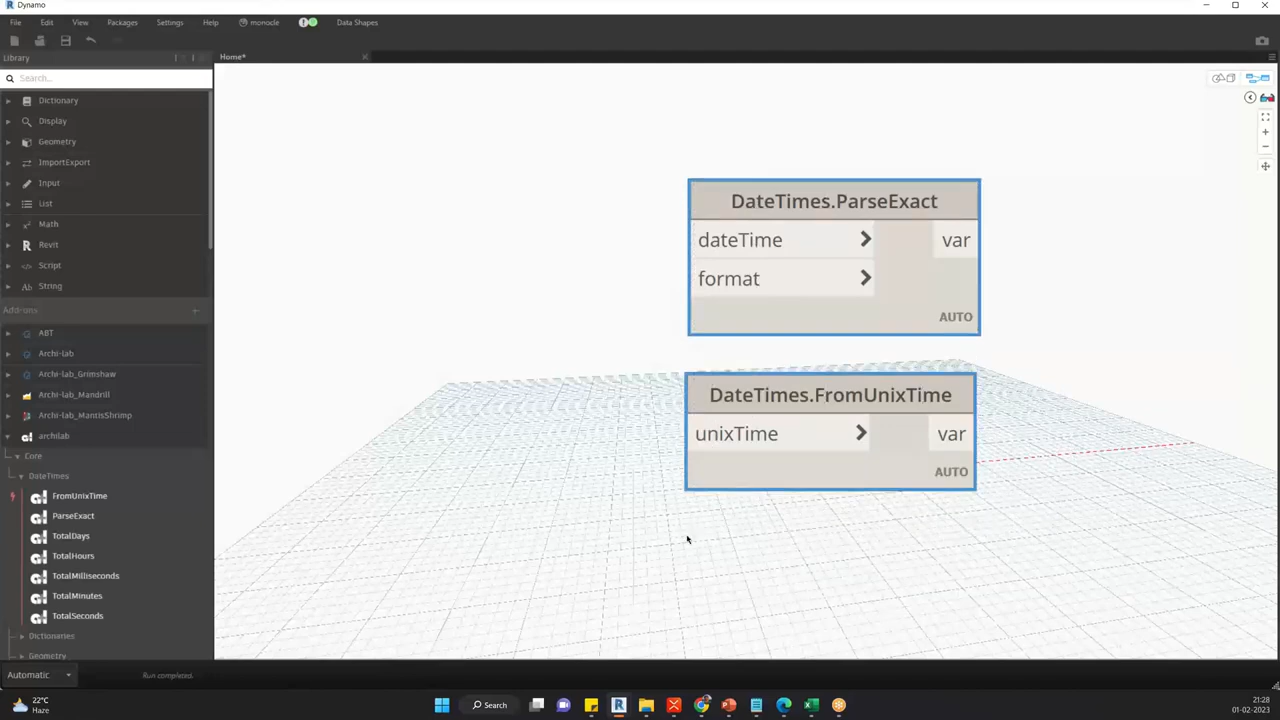 Dynamo
File Edit View Packages Settings Help monocle Data Shapes
Library
Home*
Search...
Dictionary
Display
Geometry
ImportExport
Input
List
Math
Revit
Script
String
Add-ons
ABT
Archi-lab
Archi-lab_Grimshaw
Archi-lab_Mandrill
Archi-lab_MantisShrimp
archilab
Core
DateTimes
FromUnixTime
ParseExact
TotalDays
TotalHours
TotalMilliseconds
TotalMinutes
TotalSeconds
Dictionaries
Geometry
DateTimes.ParseExact
dateTime var
format
AUTO
DateTimes.FromUnixTime
unixTime var
AUTO
Automatic Run completed.
22°C
Haze
Search
21:28
01-02-2023